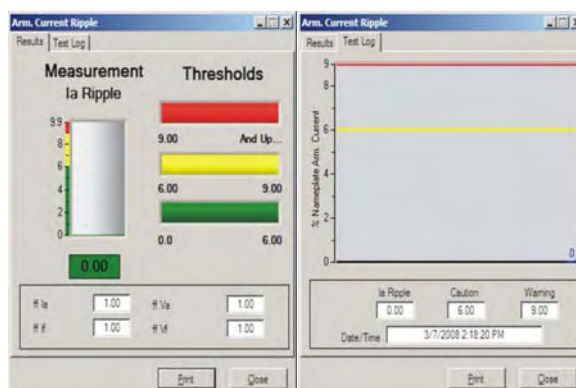 Arm. Current Ripple
Results Test Log
Measurement
Ia Ripple
9.9
8
6
4
2
0
0.00
Thresholds
9.00 And Up...
6.00 9.00
0.0 6.00
ff Ia 1.00 ff Va 1.00
ff If 1.00 ff Vf 1.00
Print Close
Arm. Current Ripple
Results Test Log
% Nameplate Arm. Current
9
8
6
4
2
0
0
Ia Ripple Caution Warning
0.00 6.00 9.00
Date/Time 3/7/2008 2:18:20 PM
Print Close